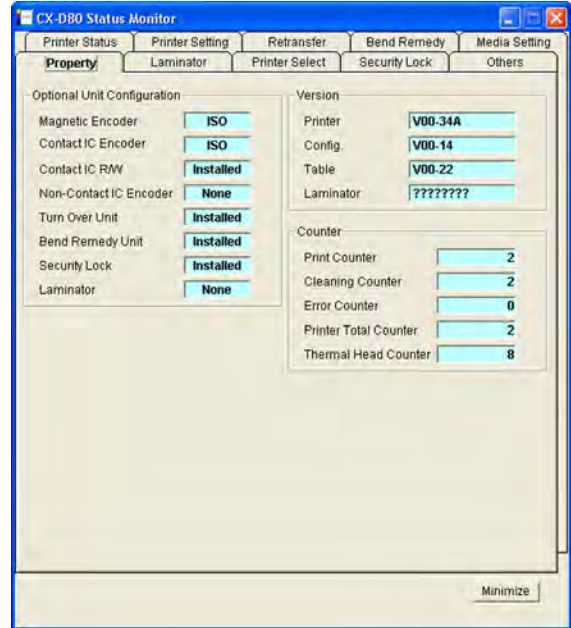 CX-D80 Status Monitor
Printer Status Printer Setting Retransfer Bend Remedy Media Setting
Property Laminator Printer Select Security Lock Others
Optional Unit Configuration
Magnetic Encoder ISO
Contact IC Encoder ISO
Contact IC R/W Installed
Non-Contact IC Encoder None
Turn Over Unit Installed
Bend Remedy Unit Installed
Security Lock Installed
Laminator None
Version
Printer V00-34A
Config. V00-14
Table V00-22
Laminator ????????
Counter
Print Counter 2
Cleaning Counter 2
Error Counter 0
Printer Total Counter 2
Thermal Head Counter 8
Minimize